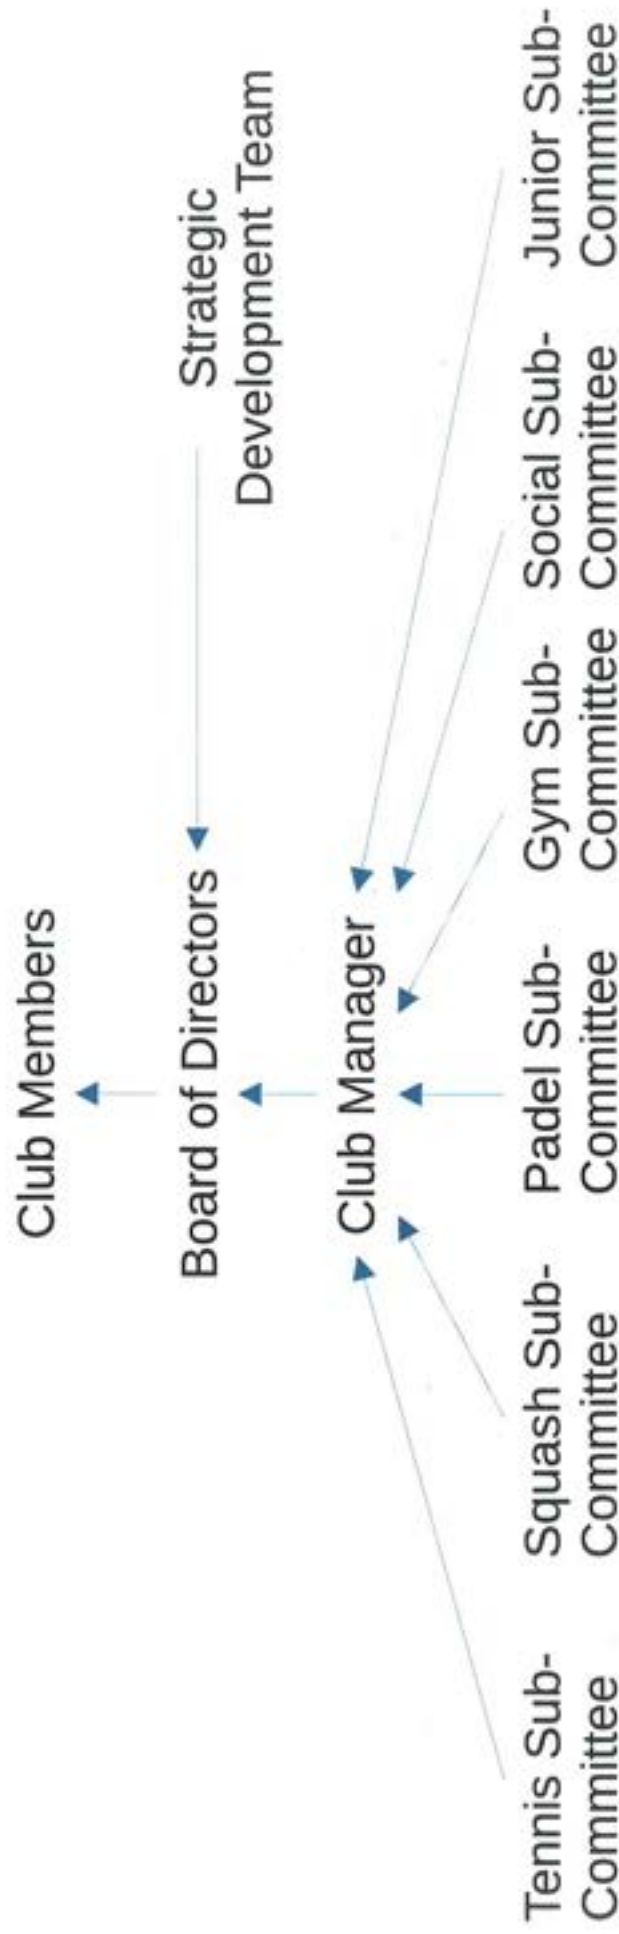 Club Members
Board of Directors
Strategic
Development Team
Club Manager
Tennis Sub-
Committee
Squash Sub-
Committee
Padel Sub-
Committee
Gym Sub-
Committee
Social Sub-
Committee
Junior Sub-
Committee